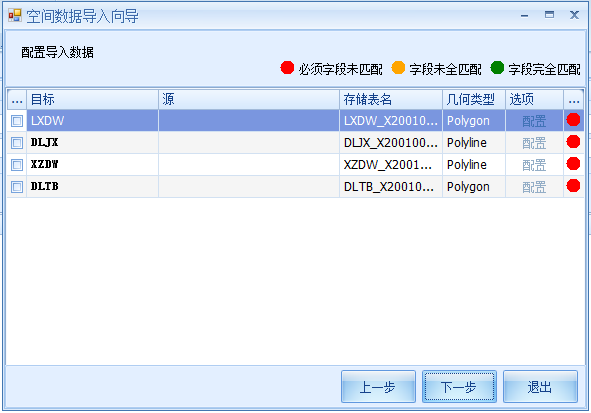 空间数据导入向导
配置导入数据
必须字段未匹配 字段未全匹配 字段完全匹配
... 目标 源 存储表名 几何类型 选项 ...
LXDW LXDW_X20010... Polygon 配置
DLJX DLJX_X200100... Polyline 配置
XZDW XZDW_X2001... Polyline 配置
DLTB DLTB_X20010... Polygon 配置
上一步 下一步 退出